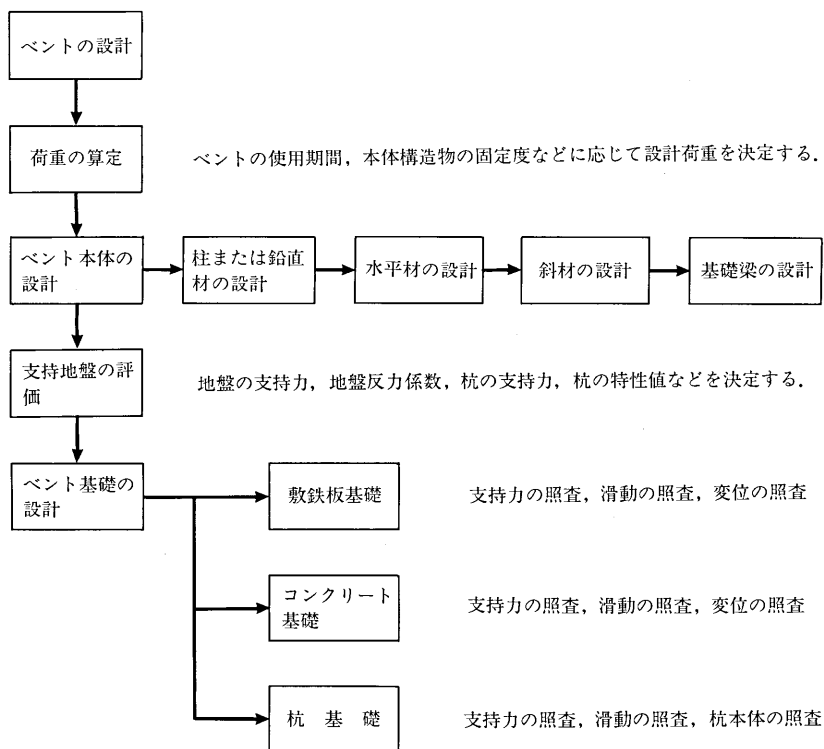 ベントの設計
荷重の算定
ベントの使用期間，本体構造物の固定度などに応じて設計荷重を決定する．
ベント本体の
設計
柱または鉛直
材の設計
水平材の設計
斜材の設計
基礎梁の設計
支持地盤の評
価
地盤の支持力，地盤反力係数，杭の支持力，杭の特性値などを決定する．
ベント基礎の
設計
敷鉄板基礎
支持力の照査，滑動の照査，変位の照査
コンクリート
基礎
支持力の照査，滑動の照査，変位の照査
杭　基　礎
支持力の照査，滑動の照査，杭本体の照査